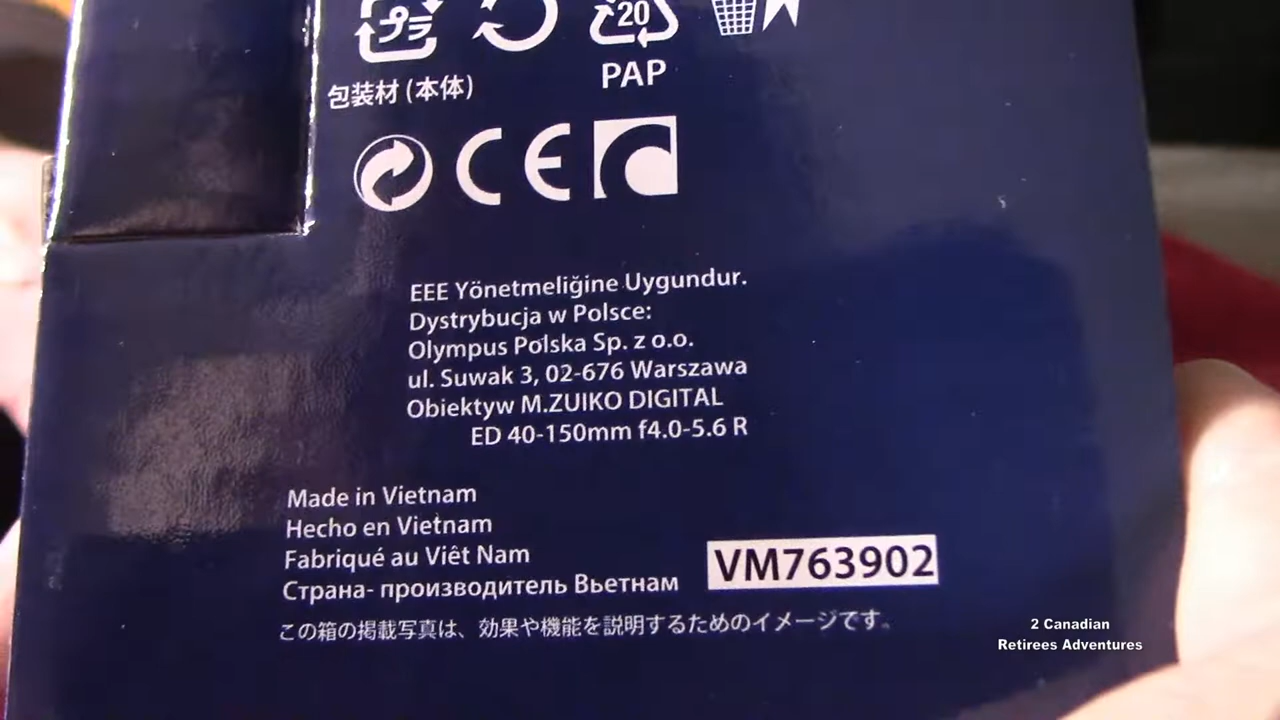 プラ
20
PAP
包装材 (本体)
CE
EEE Yönetmeliğine Uygundur.
Dystrybucja w Polsce:
Olympus Polska Sp. z o.o.
ul. Suwak 3, 02-676 Warszawa
Obiektyw M.ZUIKO DIGITAL
ED 40-150mm f4.0-5.6 R
Made in Vietnam
Hecho en Vietnam
Fabriqué au Viêt Nam
Страна- производитель Вьетнам
VM763902
この箱の掲載写真は、効果や機能を説明するためのイメージです。
2 Canadian
Retirees Adventures